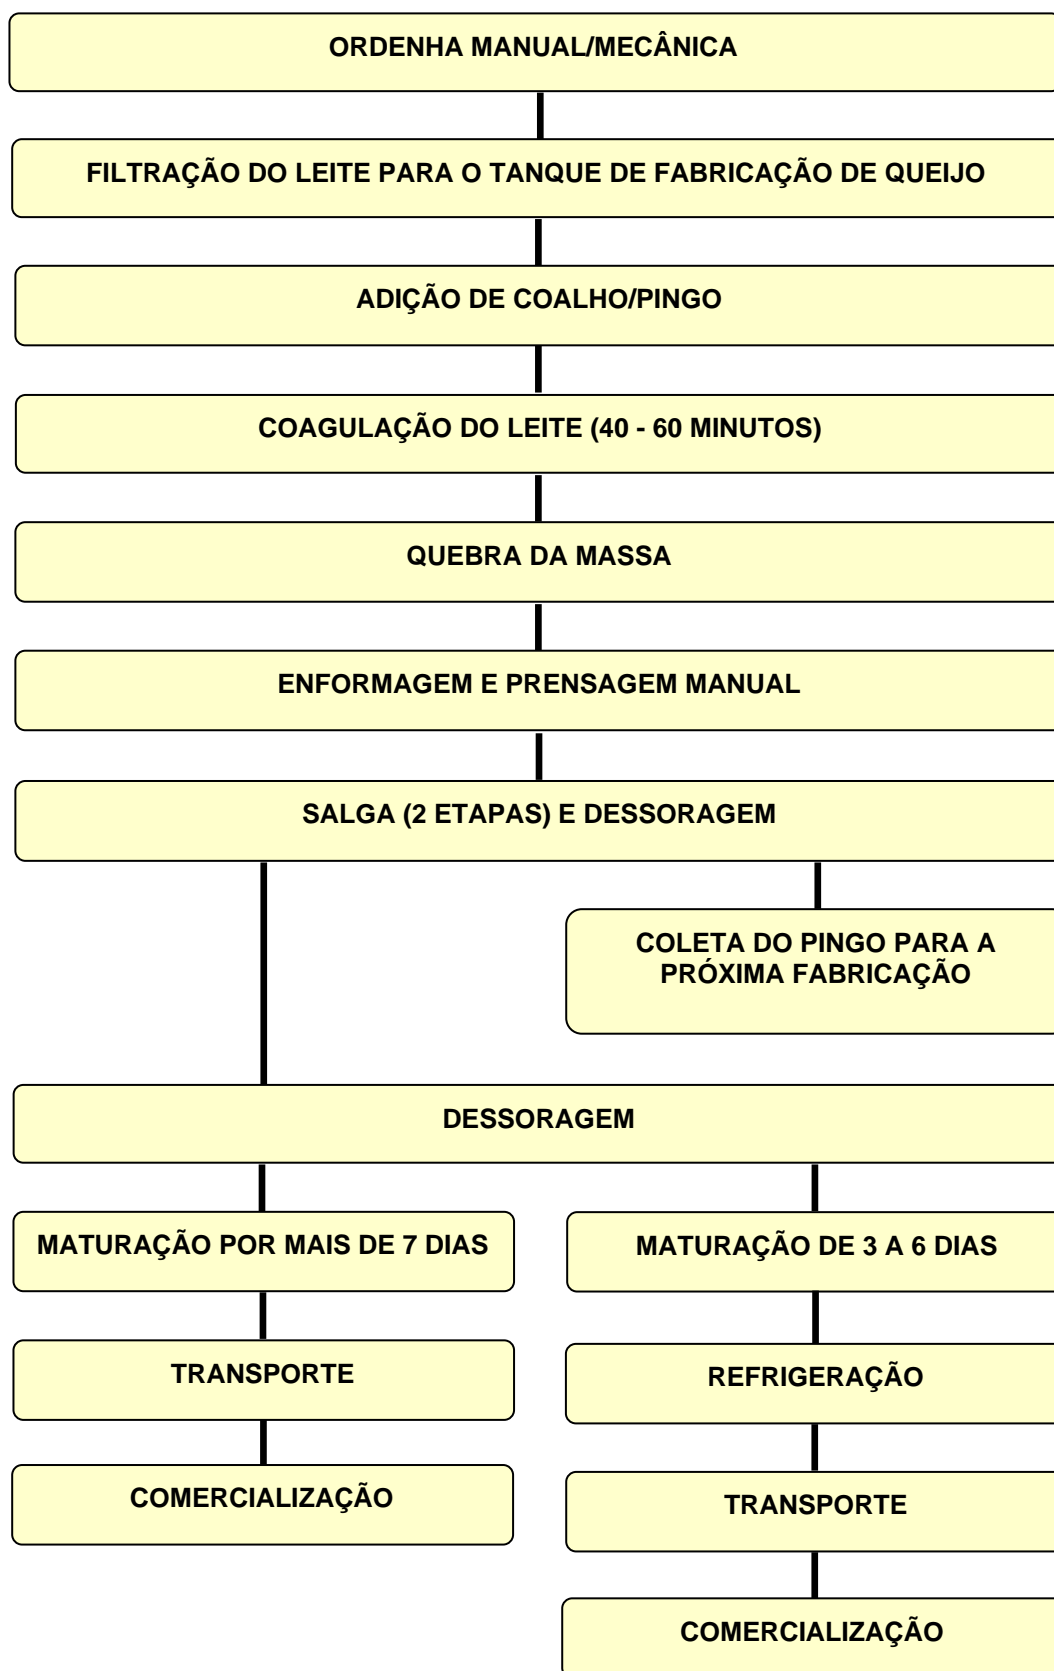 ORDENHA MANUAL/MECÂNICA
FILTRAÇÃO DO LEITE PARA O TANQUE DE FABRICAÇÃO DE QUEIJO
ADIÇÃO DE COALHO/PINGO
COAGULAÇÃO DO LEITE (40 - 60 MINUTOS)
QUEBRA DA MASSA
ENFORMAGEM E PRENSAGEM MANUAL
SALGA (2 ETAPAS) E DESSORAGEM
COLETA DO PINGO PARA A
PRÓXIMA FABRICAÇÃO
DESSORAGEM
MATURAÇÃO POR MAIS DE 7 DIAS
MATURAÇÃO DE 3 A 6 DIAS
TRANSPORTE
REFRIGERAÇÃO
COMERCIALIZAÇÃO
TRANSPORTE
COMERCIALIZAÇÃO